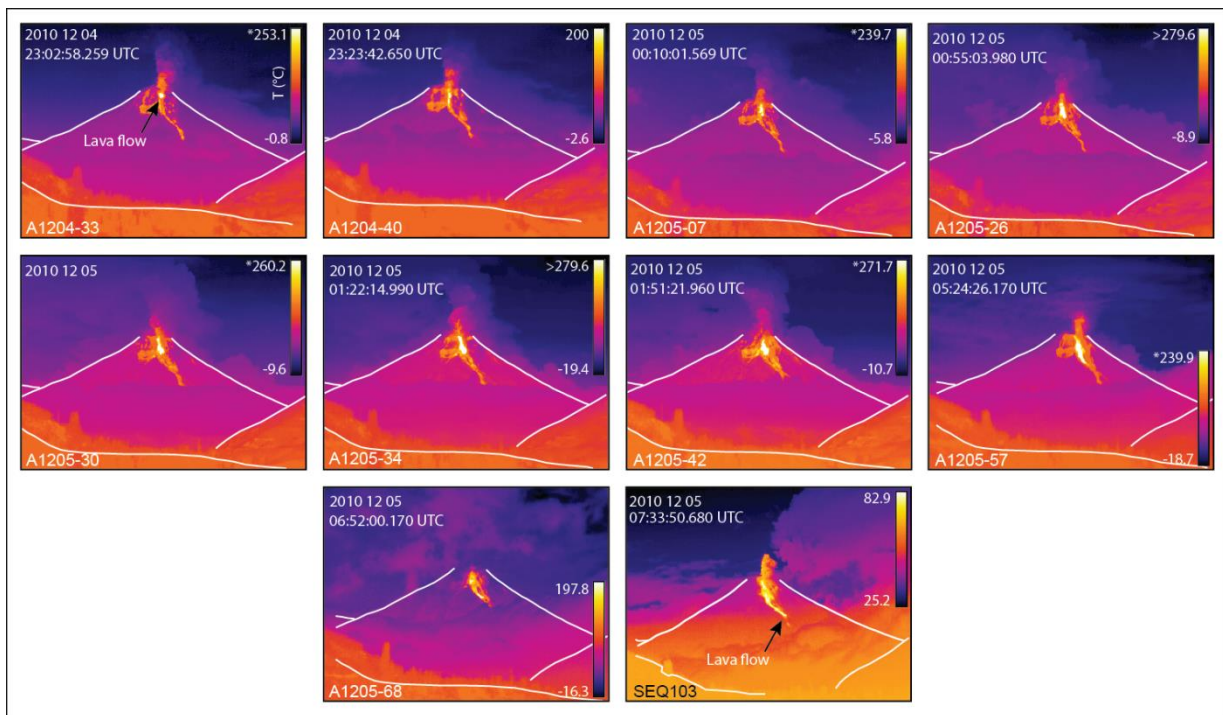 2010 12 04
23:02:58.259 UTC
*253.1
T (°C)
-0.8
Lava flow
A1204-33
2010 12 04
23:23:42.650 UTC
200
-2.6
A1204-40
2010 12 05
00:10:01.569 UTC
*239.7
-5.8
A1205-07
2010 12 05
00:55:03.980 UTC
>279.6
-8.9
A1205-26
2010 12 05
*260.2
-9.6
A1205-30
2010 12 05
01:22:14.990 UTC
>279.6
-19.4
A1205-34
2010 12 05
01:51:21.960 UTC
*271.7
-10.7
A1205-42
2010 12 05
05:24:26.170 UTC
*239.9
-18.7
A1205-57
2010 12 05
06:52:00.170 UTC
197.8
-16.3
A1205-68
2010 12 05
07:33:50.680 UTC
82.9
25.2
Lava flow
SEQ103